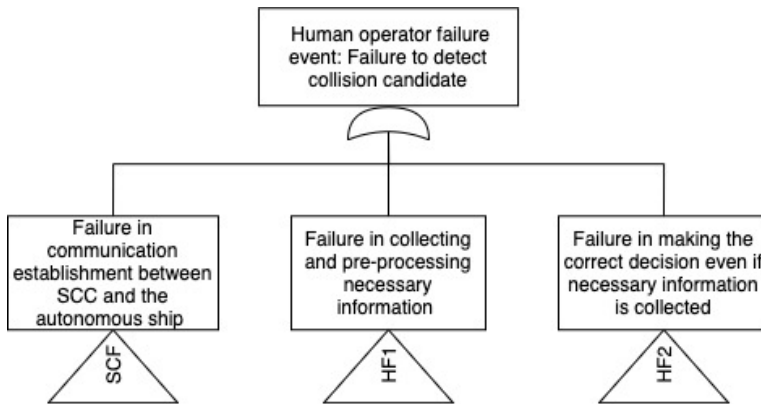 Human operator failure
event: Failure to detect
collision candidate
Failure in
communication
establishment between
SCC and the
autonomous ship
Failure in collecting
and pre-processing
necessary
information
Failure in making the
correct decision even if
necessary information
is collected
SCF
HF1
HF2